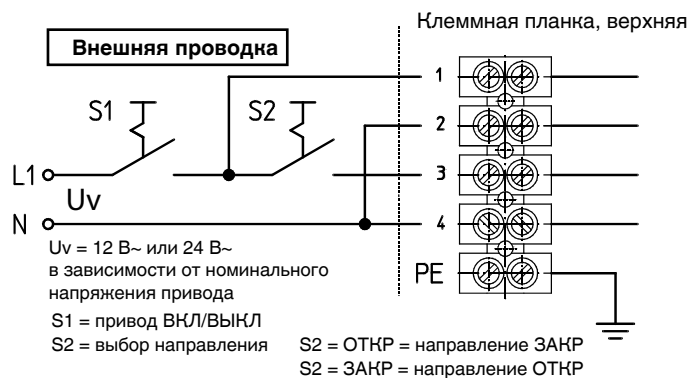 Клеммная планка, верхняя
Внешняя проводка
1
S1
S2
2
L1
3
Uv
N
4
Uv = 12 В~ или 24 В~
в зависимости от номинального
напряжения привода
PE
S1 = привод ВКЛ/ВЫКЛ
S2 = выбор направления
S2 = ОТКР = направление ЗАКР
S2 = ЗАКР = направление ОТКР